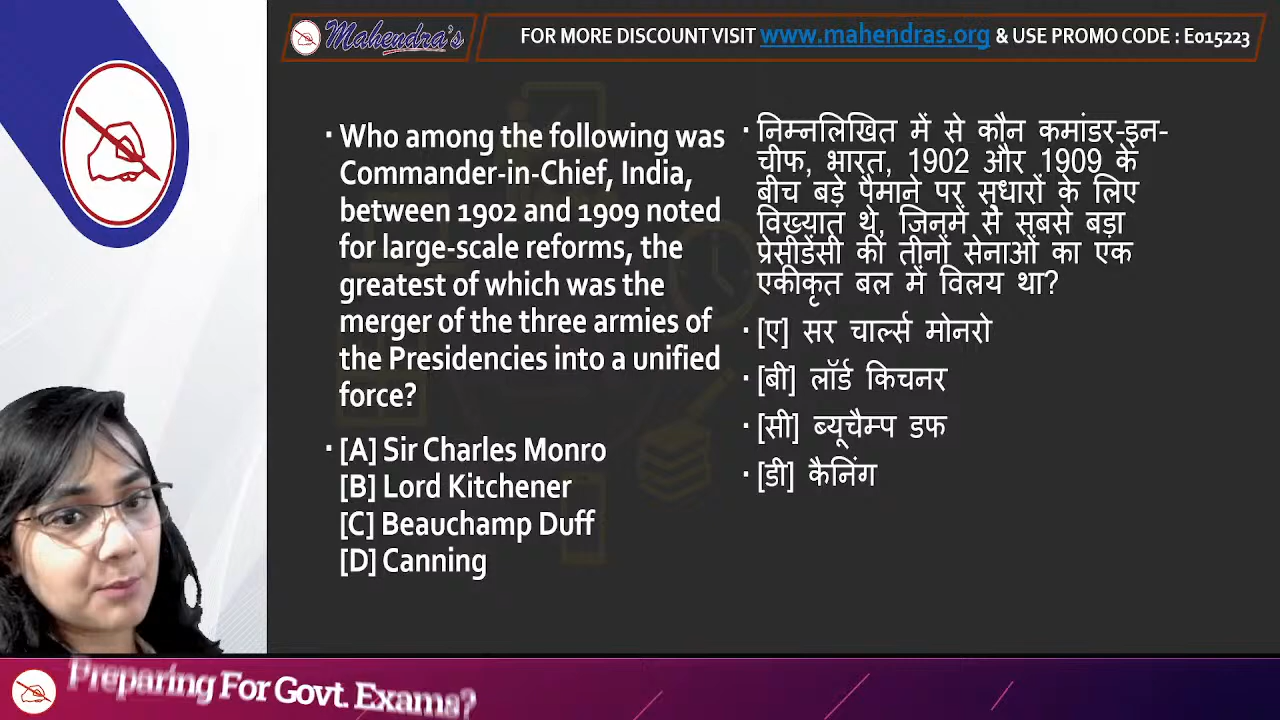 Mahendra's
FOR MORE DISCOUNT VISIT www.mahendras.org & USE PROMO CODE : E015223
· Who among the following was
Commander-in-Chief, India,
between 1902 and 1909 noted
for large-scale reforms, the
greatest of which was the
merger of the three armies of
the Presidencies into a unified
force?
· [A] Sir Charles Monro
[B] Lord Kitchener
[C] Beauchamp Duff
[D] Canning
· निम्नलिखित में से कौन कमांडर-इन-
चीफ, भारत, 1902 और 1909 के
बीच बड़े पैमाने पर सुधारों के लिए
विख्यात थे, जिनमें से सबसे बड़ा
प्रेसीडेंसी की तीनों सेनाओं का एक
एकीकृत बल में विलय था?
· [ए] सर चार्ल्स मोनरो
· [बी] लॉर्ड किचनर
· [सी] ब्यूचैम्प डफ
· [डी] कैनिंग
Preparing For Govt. Exams?